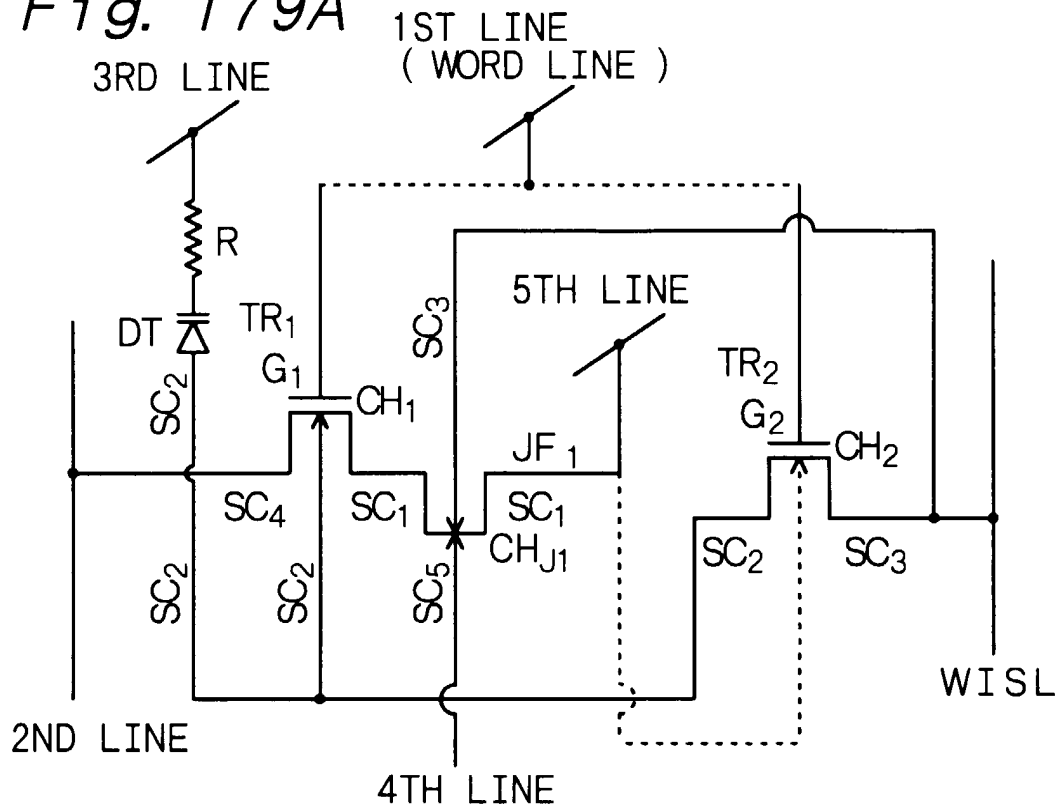 Fig. 179A
1ST LINE
( WORD LINE )
3RD LINE
R
5TH LINE
DT
TR1
SC3
G1
CH1
TR2
G2
CH2
SC2
JF1
SC4
SC1
SC1
CHJ1
SC2
SC3
SC2
SC2
SC5
WISL
2ND LINE
4TH LINE